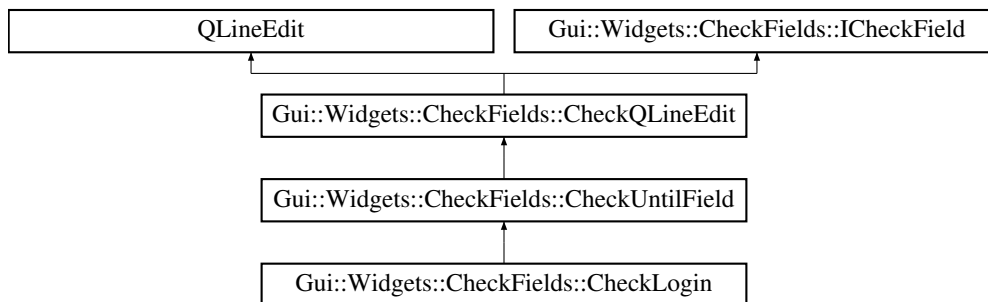 QLineEdit
Gui::Widgets::CheckFields::ICheckField
Gui::Widgets::CheckFields::CheckQLineEdit
Gui::Widgets::CheckFields::CheckUntilField
Gui::Widgets::CheckFields::CheckLogin